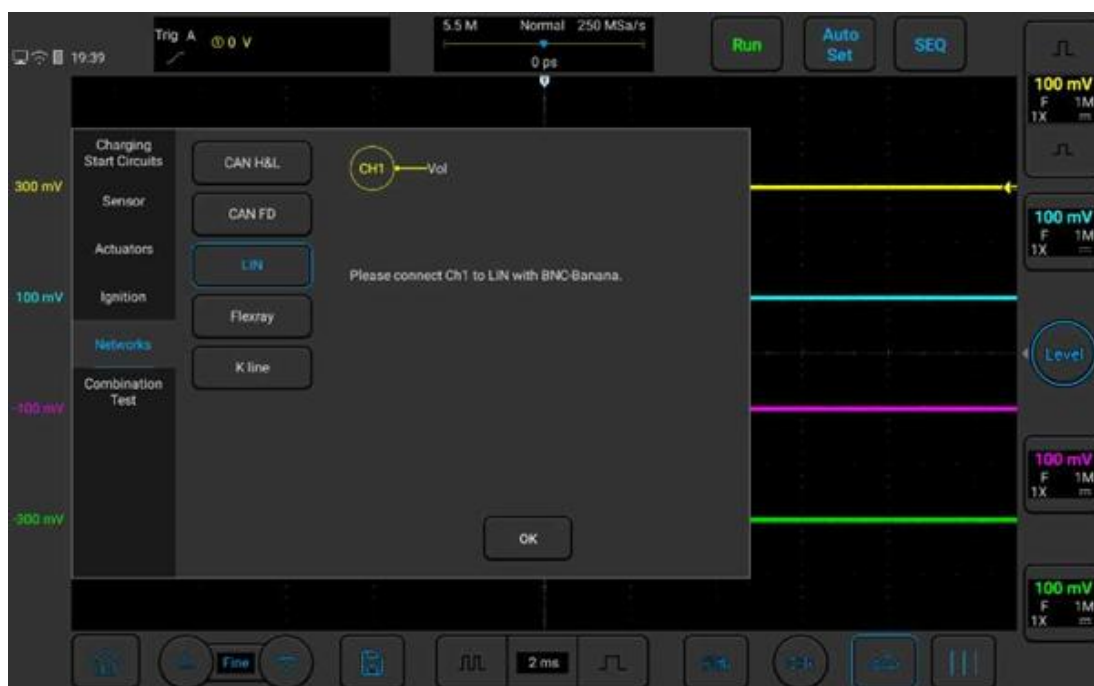 Trig A ① 0 V
5.5 M Normal 250 MSa/s
0 ps
Run
Auto
Set
SEQ
19:39
100 mV
F 1M
1X
Charging
Start Circuits
Sensor
Actuators
Ignition
Networks
Combination
Test
CAN H&L
CAN FD
LIN
Flexray
K line
CH1
Vol
Please connect Ch1 to LIN with BNC-Banana.
OK
300 mV
100 mV
-100 mV
-300 mV
100 mV
F 1M
1X
Level
100 mV
F 1M
1X
100 mV
F 1M
1X
Fine
2 ms